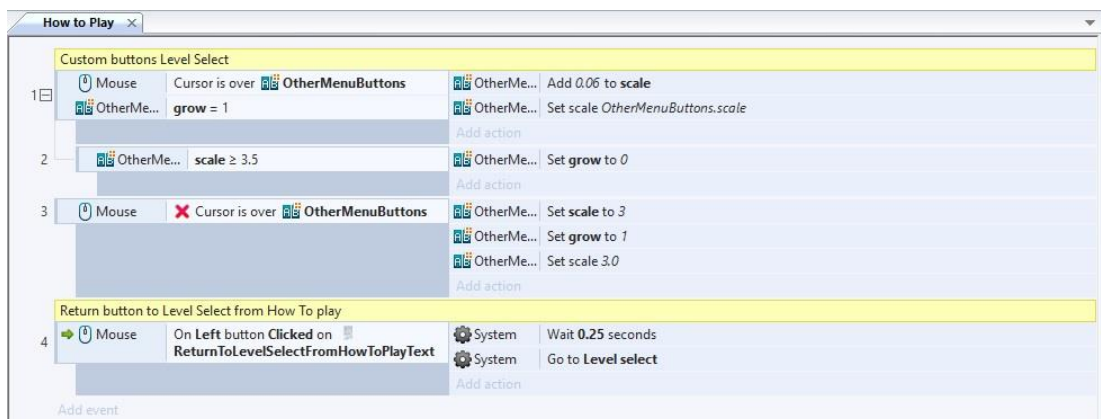 How to Play
Custom buttons Level Select
1 Mouse Cursor is over OtherMenuButtons OtherMe... Add 0.06 to scale
OtherMe... grow = 1 OtherMe... Set scale OtherMenuButtons.scale
Add action
2 OtherMe... scale ≥ 3.5 OtherMe... Set grow to 0
Add action
3 Mouse Cursor is over OtherMenuButtons OtherMe... Set scale to 3
OtherMe... Set grow to 1
OtherMe... Set scale 3.0
Add action
Return button to Level Select from How To play
4 Mouse On Left button Clicked on System Wait 0.25 seconds
ReturnToLevelSelectFromHowToPlayText System Go to Level select
Add action
Add event